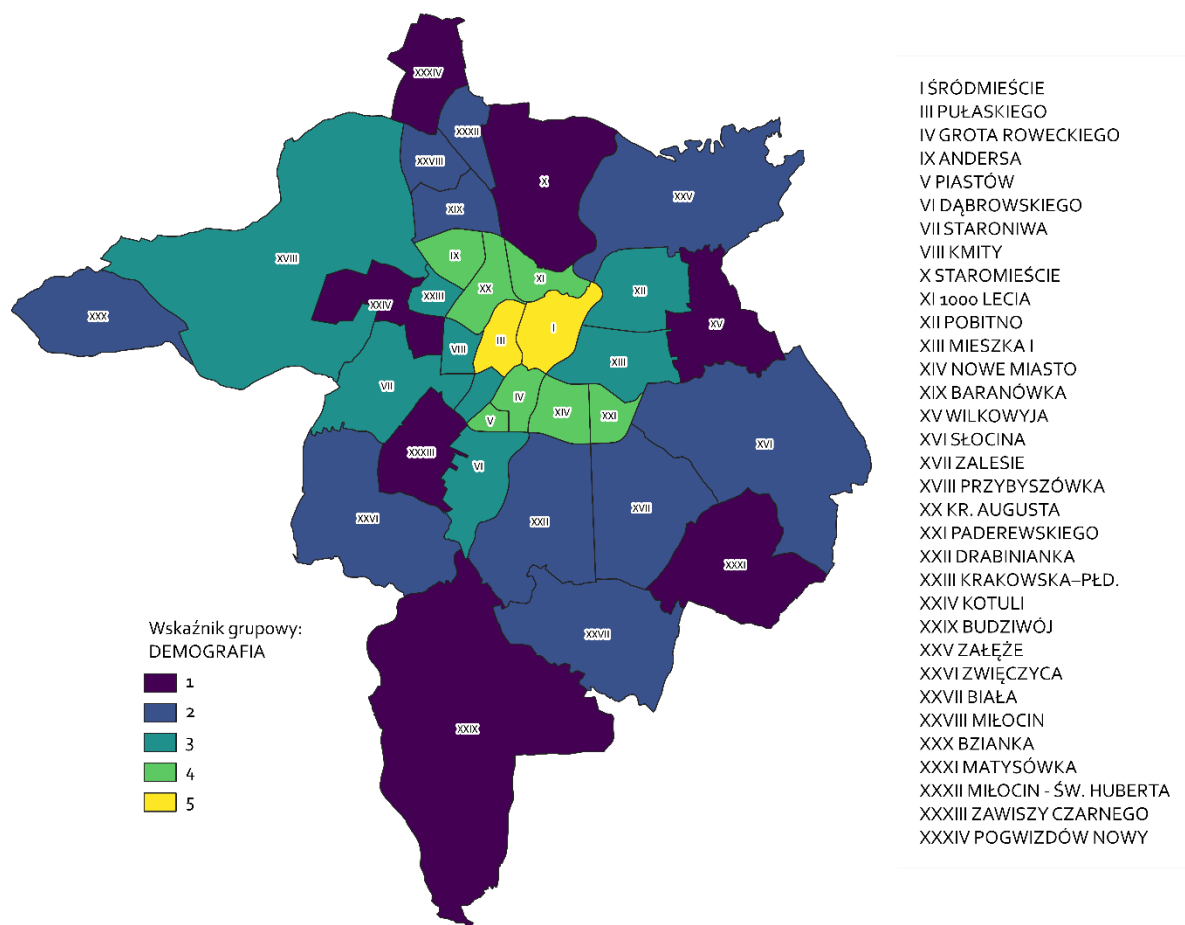 XXXIV
XXXII
XXVIII
X
XXV
XIX
IX
XVIII
XI
XX
XII
XXIV
XXIII
XXX
XV
I
III
VIII
XIII
VII
IV
XIV
XXI
V
XVI
XXXIII
VI
XXVI
XXII
XVII
XXXI
XXVII
XXIX
Wskaźnik grupowy:
DEMOGRAFIA
1
2
3
4
5
I ŚRÓDMIEŚCIE
III PUŁASKIEGO
IV GROTA ROWECKIEGO
IX ANDERSA
V PIASTÓW
VI DĄBROWSKIEGO
VII STARONIWA
VIII KMITY
X STAROMIEŚCIE
XI 1000 LECIA
XII POBITNO
XIII MIESZKA I
XIV NOWE MIASTO
XIX BARANÓWKA
XV WILKOWYJA
XVI SŁOCINA
XVII ZALESIE
XVIII PRZYBYSZÓWKA
XX KR. AUGUSTA
XXI PADEREWSKIEGO
XXII DRABINIANKA
XXIII KRAKOWSKA–PŁD.
XXIV KOTULI
XXIX BUDZIWÓJ
XXV ZAŁĘŻE
XXVI ZWIĘCZYCA
XXVII BIAŁA
XXVIII MIŁOCIN
XXX BZIANKA
XXXI MATYSÓWKA
XXXII MIŁOCIN - ŚW. HUBERTA
XXXIII ZAWISZY CZARNEGO
XXXIV POGWIZDÓW NOWY